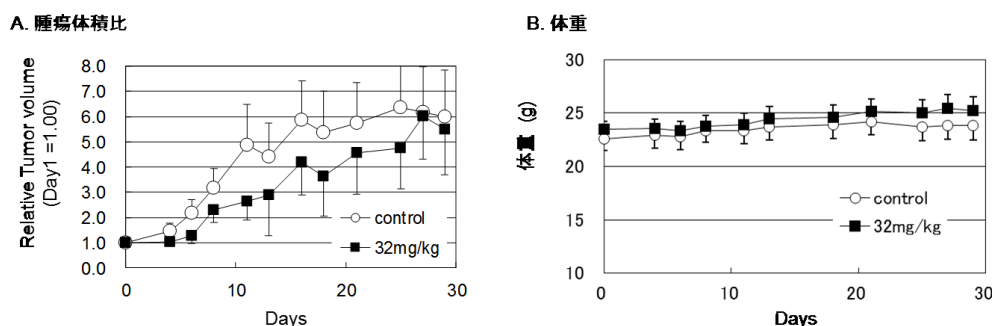 A. 腫瘍体積比
Relative Tumor volume
(Day1 =1.00)
8.0
7.0
6.0
5.0
4.0
3.0
2.0
1.0
0.0
0
10
20
30
Days
control
32mg/kg
B. 体重
体重 (g)
30
25
20
15
10
0
10
20
30
Days
control
32mg/kg